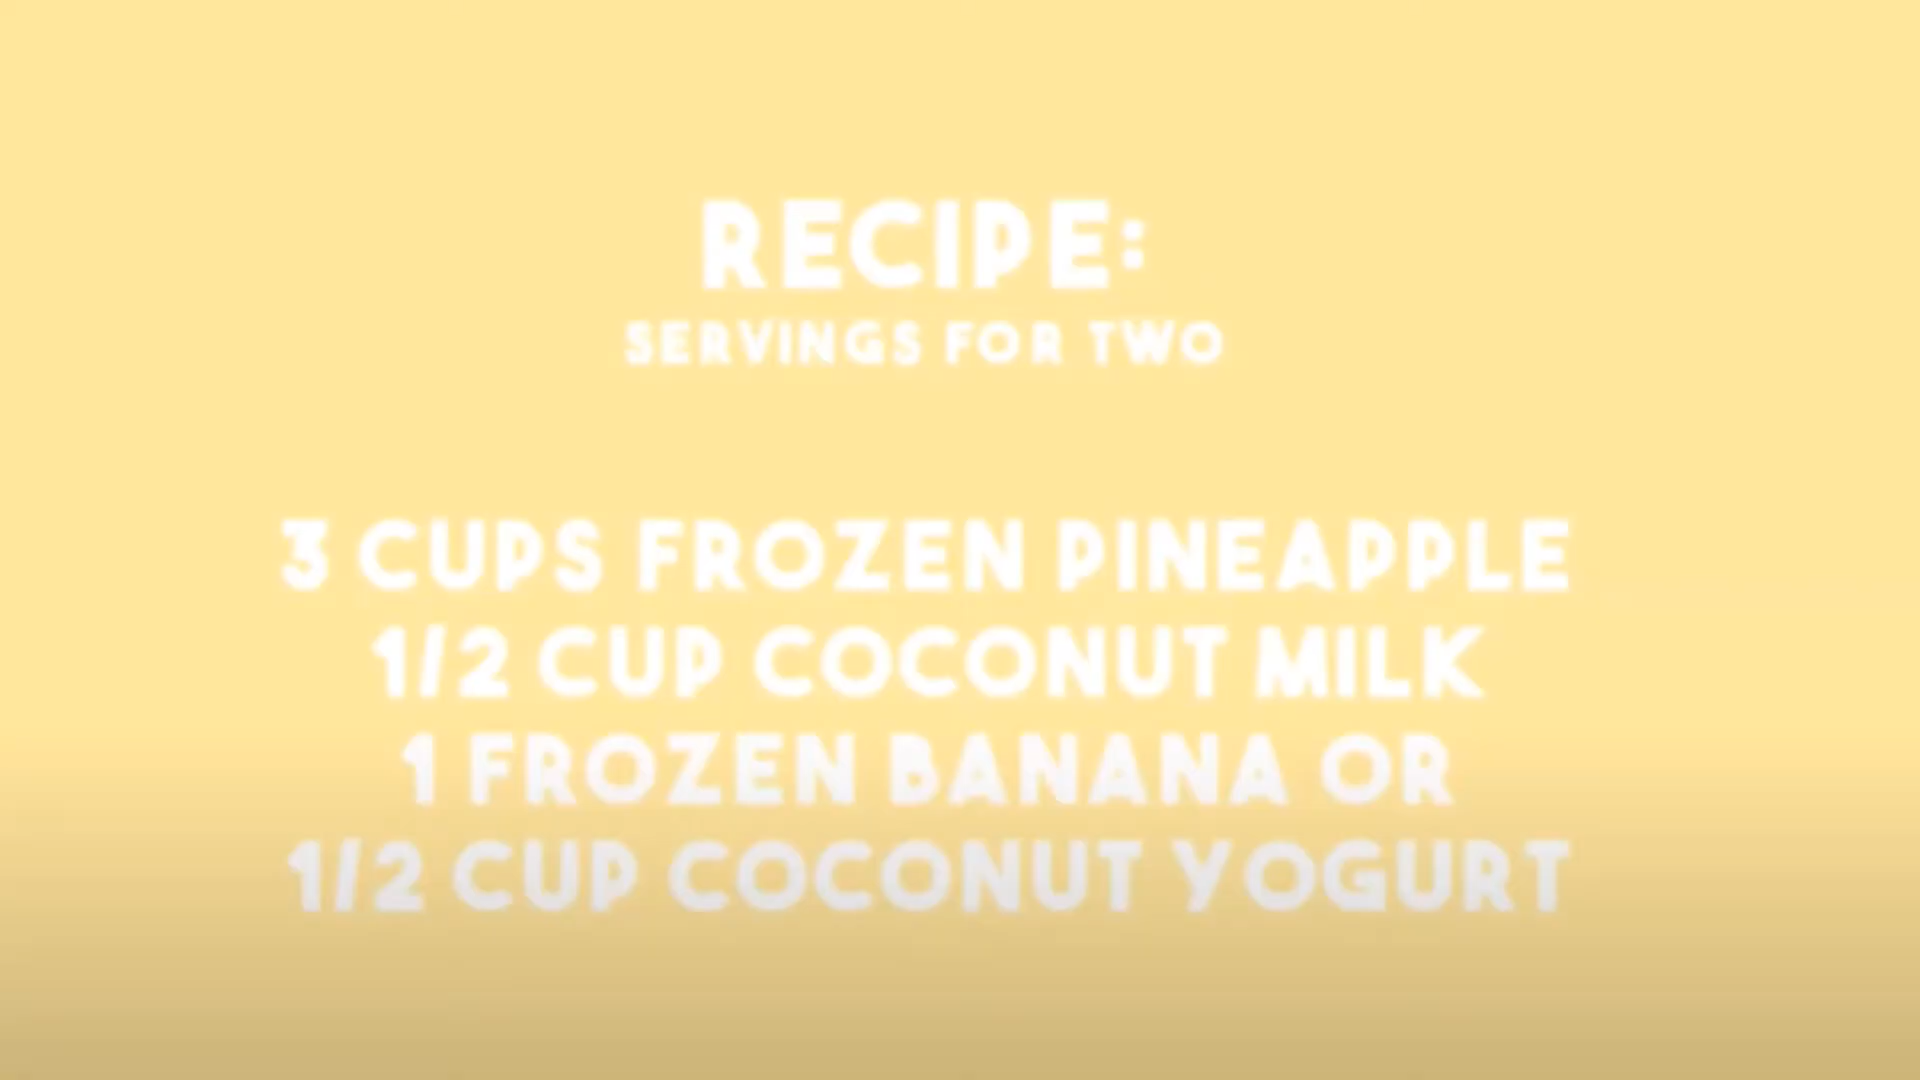 RECIPE:
SERVINGS FOR TWO
3 CUPS FROZEN PINEAPPLE
1/2 CUP COCONUT MILK
1 FROZEN BANANA OR
1/2 CUP COCONUT YOGURT